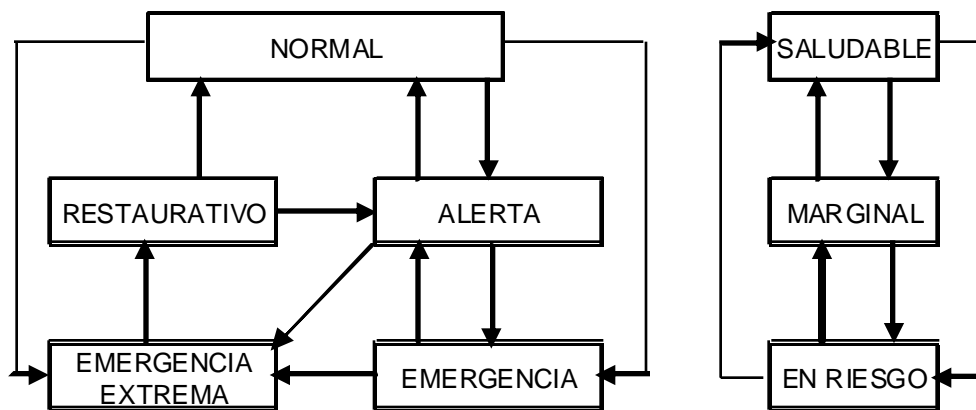 NORMAL
SALUDABLE
RESTAURATIVO
ALERTA
MARGINAL
EMERGENCIA
EXTREMA
EMERGENCIA
EN RIESGO